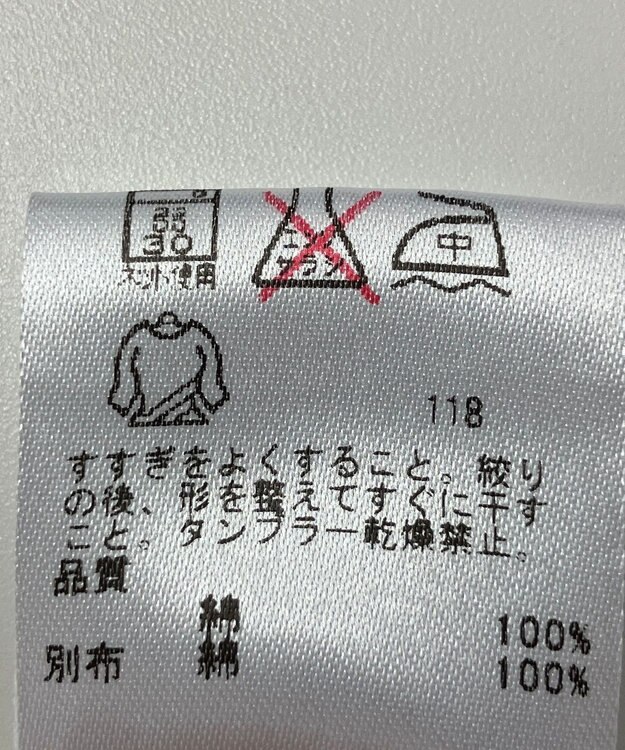 弱
30
ネット使用
エンソ
サラシ
中
118
すすぎをよくすること。絞り
の後、形を整えてすぐに干す
こと。タンブラー乾燥禁止。
品質
綿 100%
別布 綿 100%